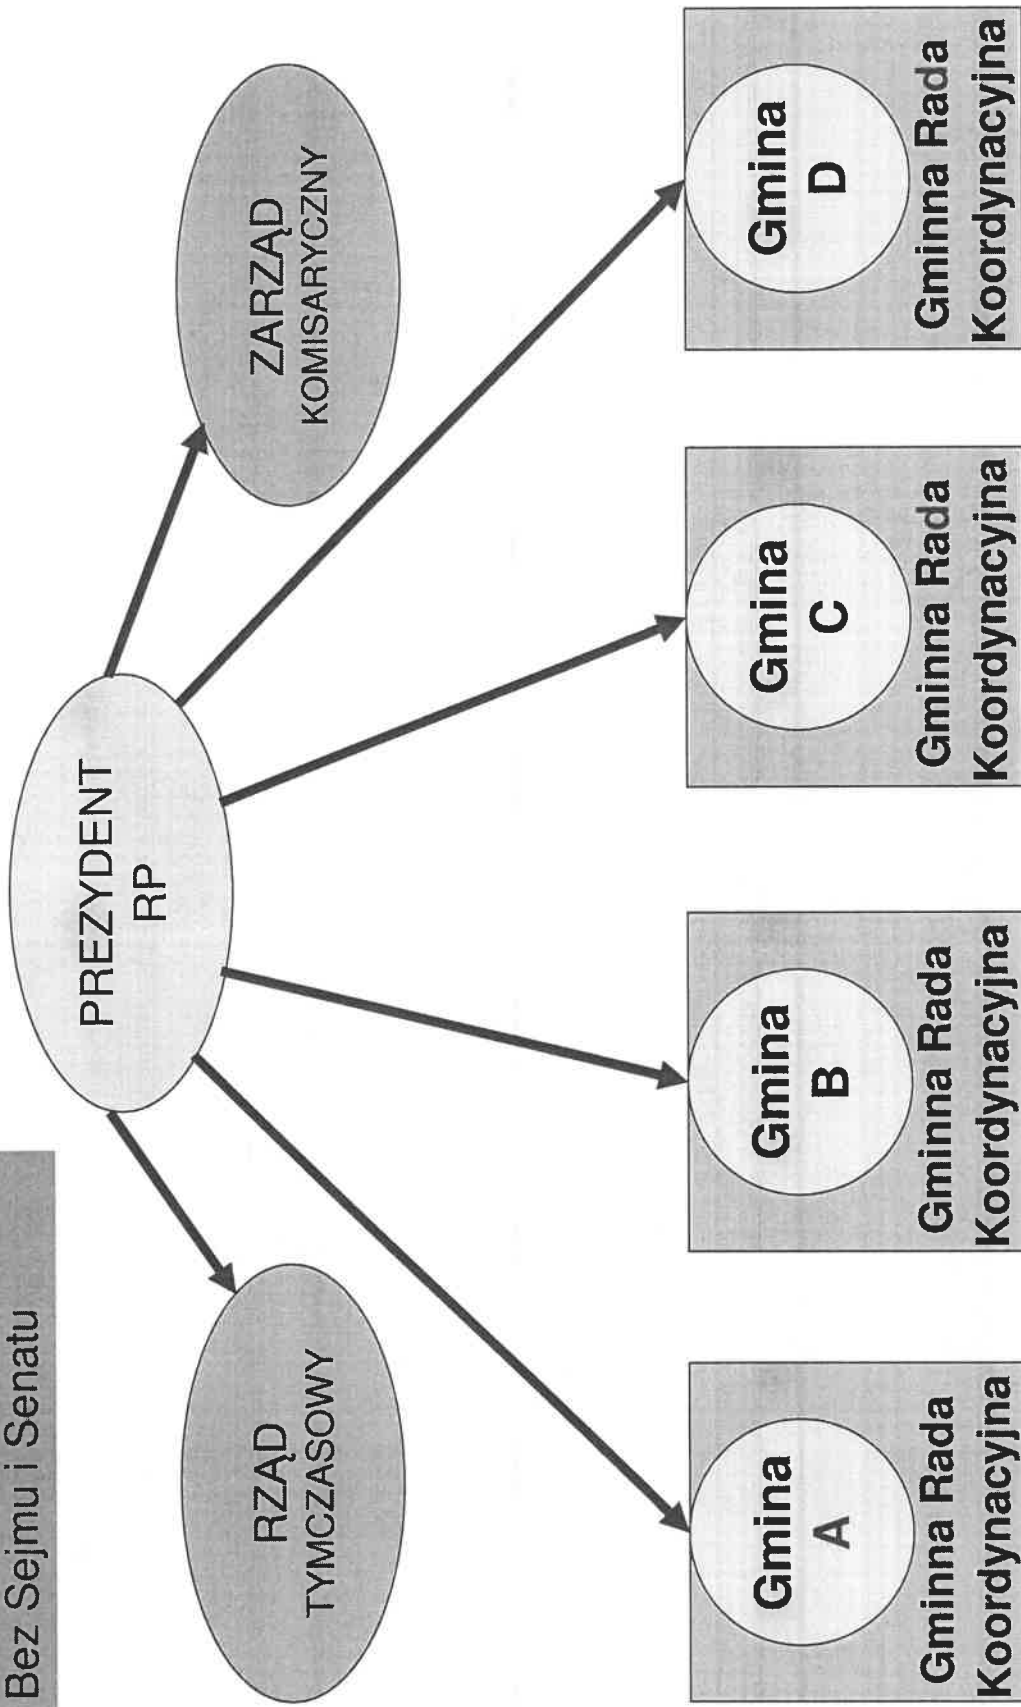 Bez Sejmu i Senatu
PREZYDENT
RP
RZĄD
TYMCZASOWY
ZARZĄD
KOMISARYCZNY
Gmina
A
Gminna Rada
Koordynacyjna
Gmina
B
Gminna Rada
Koordynacyjna
Gmina
C
Gminna Rada
Koordynacyjna
Gmina
D
Gminna Rada
Koordynacyjna